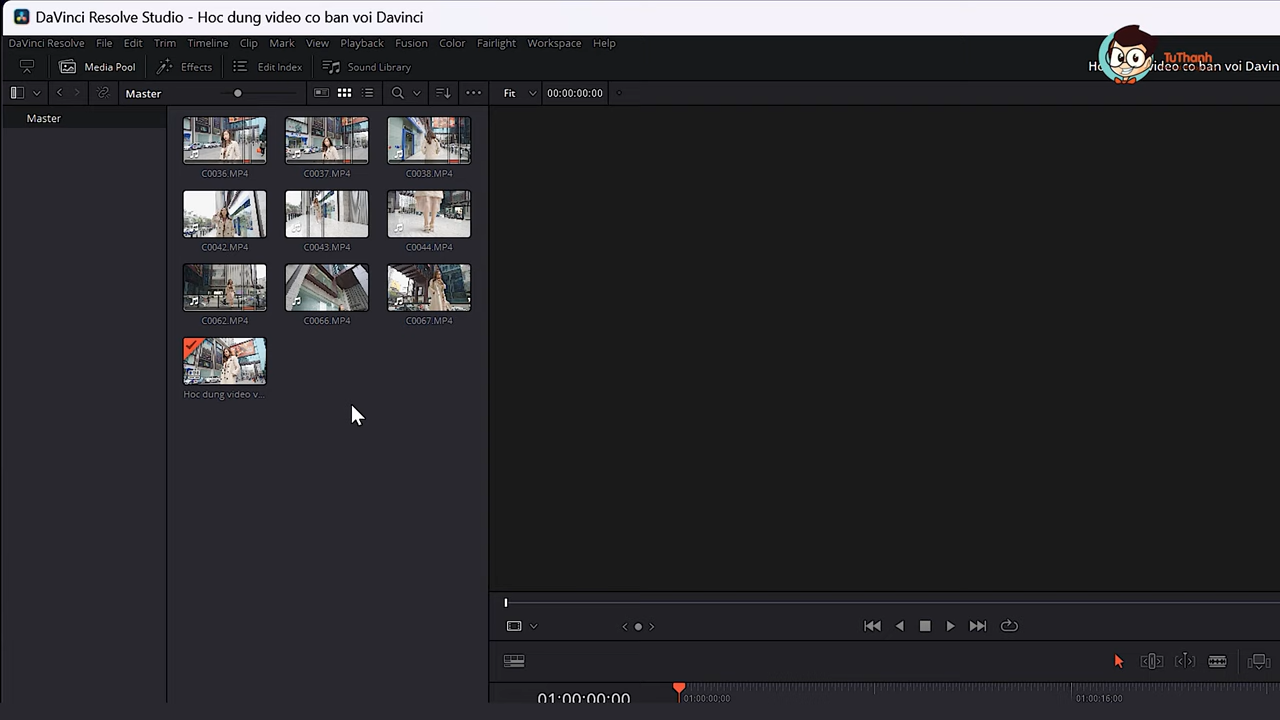 DaVinci Resolve Studio - Hoc dung video co ban voi Davinci
DaVinci Resolve File Edit Trim Timeline Clip Mark View Playback Fusion Color Fairlight Workspace Help
Media Pool Effects Edit Index Sound Library
TuThanh
video co ban voi Davin
Master Fit 00:00:00:00
Master
C0036.MP4 C0037.MP4 C0038.MP4
C0042.MP4 C0043.MP4 C0044.MP4
C0062.MP4 C0066.MP4 C0067.MP4
Hoc dung video v...
01:00:00:00 01:00:00;00 01:00:16;00